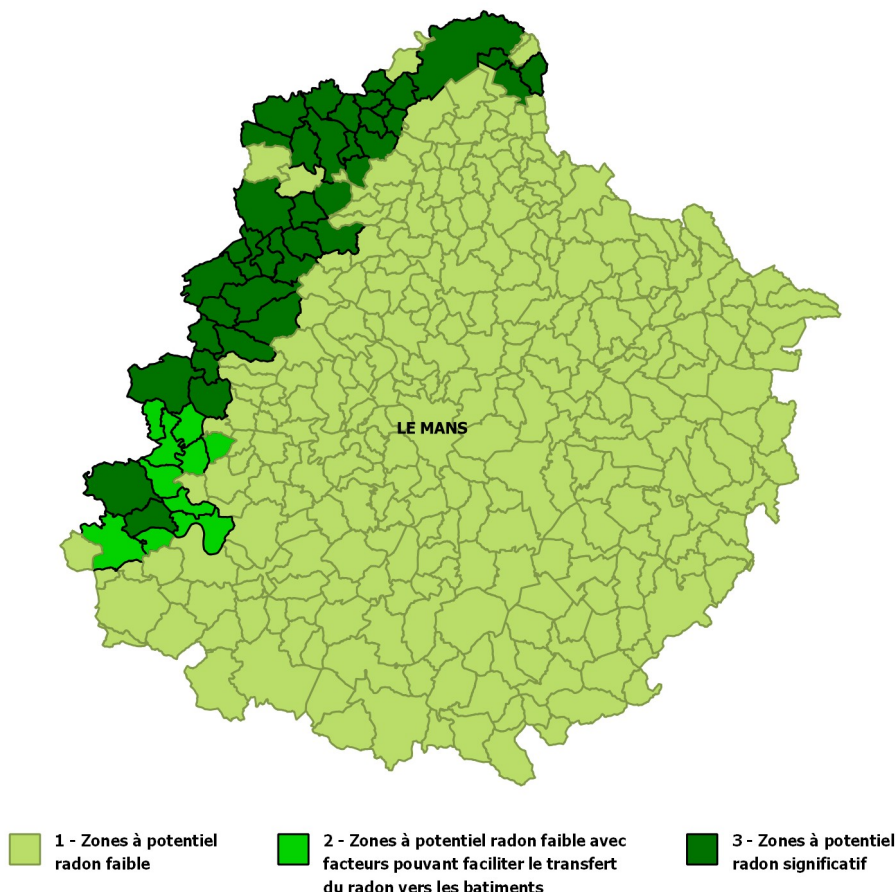 LE MANS
1 - Zones à potentiel
radon faible
2 - Zones à potentiel radon faible avec
facteurs pouvant faciliter le transfert
du radon vers les batiments
3 - Zones à potentiel
radon significatif